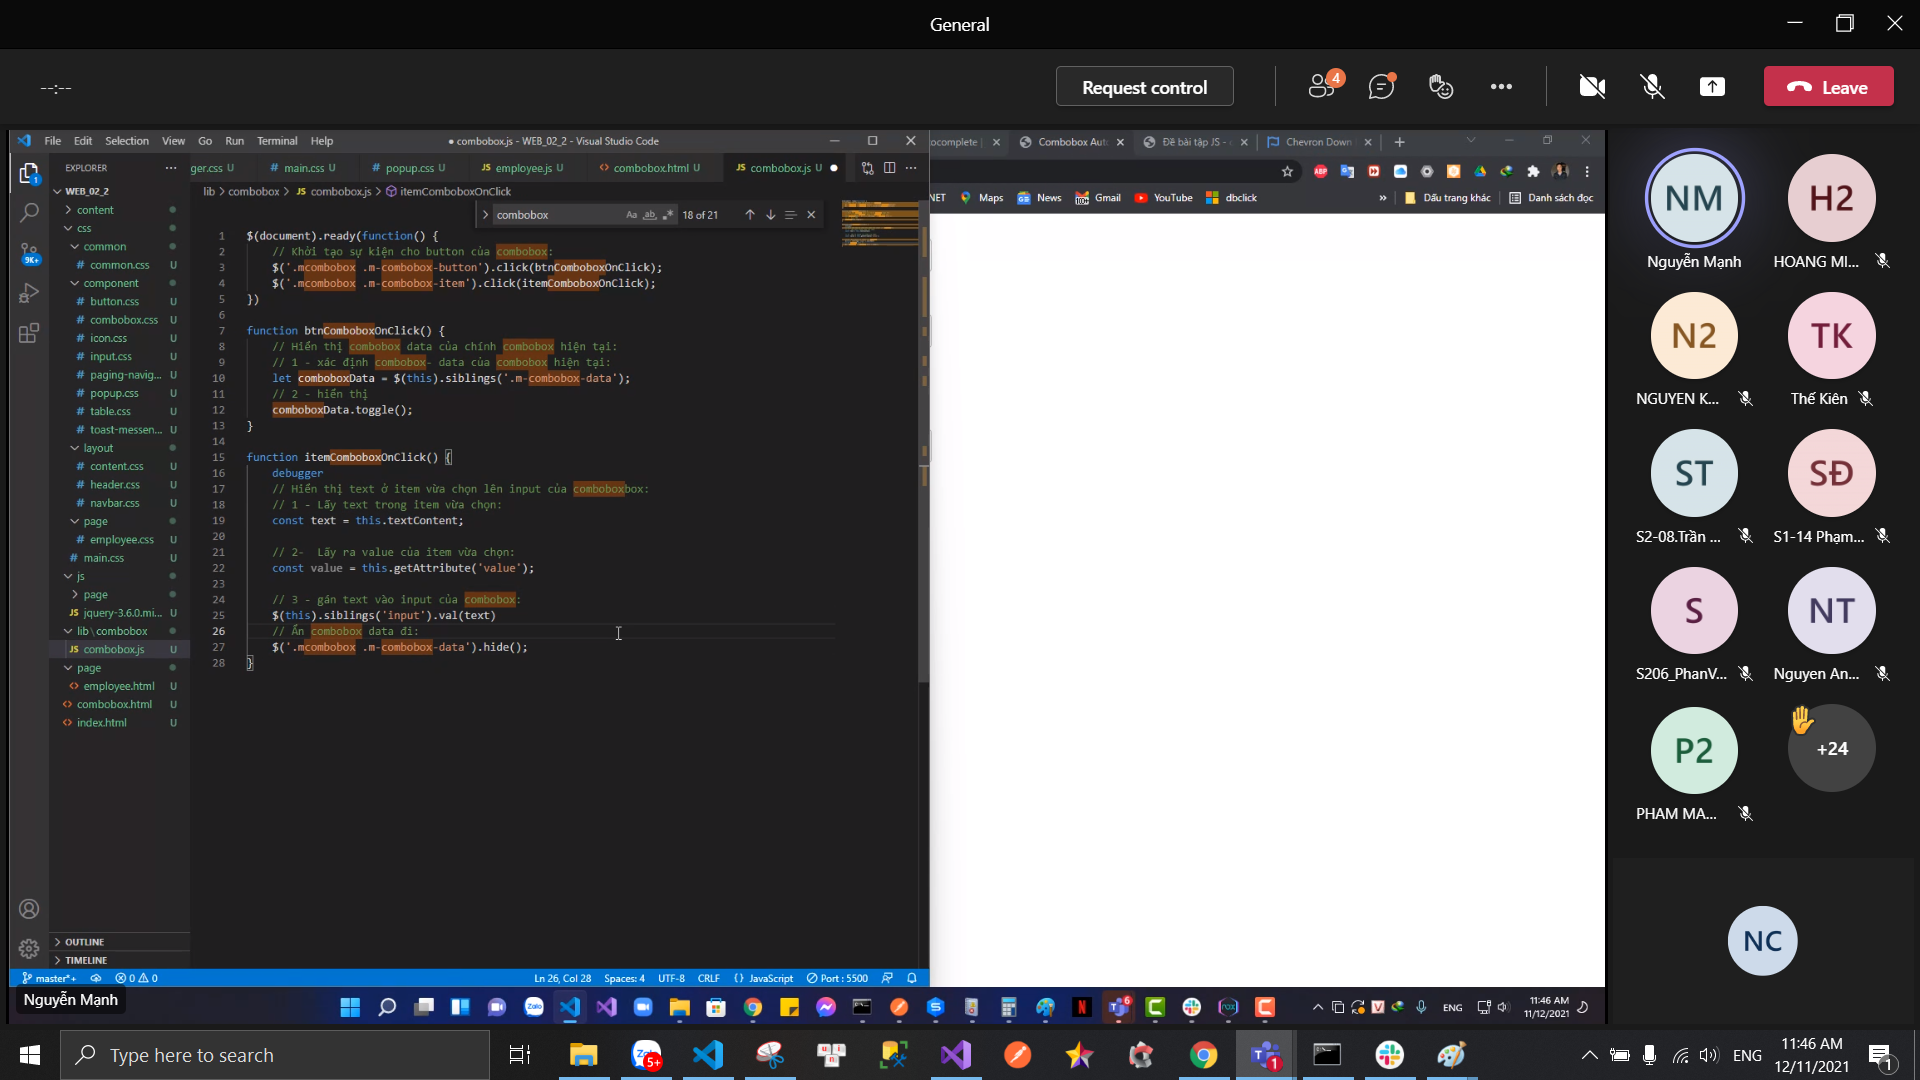 General
--:--
Request control
4
Leave
File Edit Selection View Go Run Terminal Help
● combobox.js - WEB_02_2 - Visual Studio Code
EXPLORER
WEB_02_2
content
css
common
# common.css U
component
# button.css U
# combobox.css U
# icon.css U
# input.css U
# paging-navig... U
# popup.css U
# table.css U
# toast-messen... U
layout
# content.css U
# header.css U
# navbar.css U
page
# employee.css U
# main.css U
js
page
JS jquery-3.6.0.mi... U
lib \ combobox
JS combobox.js U
page
<> employee.html U
<> combobox.html U
<> index.html U
OUTLINE
TIMELINE
1
9K+
ger.css U
# main.css U
# popup.css U
JS employee.js U
<> combobox.html U
JS combobox.js U ●
lib > combobox > JS combobox.js > itemComboboxOnClick
combobox
Aa ab
18 of 21
1 $(document).ready(function() {
2 // Khởi tạo sự kiện cho button của combobox:
3 $('.mcombobox .m-combobox-button').click(btnComboboxOnClick);
4 $('.mcombobox .m-combobox-item').click(itemComboboxOnClick);
5 })
6
7 function btnComboboxOnClick() {
8 // Hiển thị combobox data của chính combobox hiện tại:
9 // 1 - xác định combobox- data của combobox hiện tại:
10 let comboboxData = $(this).siblings('.m-combobox-data');
11 // 2 - hiển thị
12 comboboxData.toggle();
13 }
14
15 function itemComboboxOnClick() {
16 debugger
17 // Hiển thị text ở item vừa chọn lên input của comboboxbox:
18 // 1 - Lấy text trong item vừa chọn:
19 const text = this.textContent;
20
21 // 2- Lấy ra value của item vừa chọn:
22 const value = this.getAttribute('value');
23
24 // 3 - gán text vào input của combobox:
25 $(this).siblings('input').val(text)
26 // Ẩn combobox data đi:
27 $('.mcombobox .m-combobox-data').hide();
28 }
master*+
0 0
Ln 26, Col 28 Spaces: 4 UTF-8 CRLF {} JavaScript Port : 5500
ocomplete
Combobox Aut
Đề bài tập JS -
Chevron Down
ABP
NET
Maps
News
Gmail
YouTube
dbclick
»
Dấu trang khác
Danh sách đọc
NM
Nguyễn Mạnh
H2
HOANG MI...
N2
NGUYEN K...
TK
Thế Kiên
ST
S2-08.Trần ...
SĐ
S1-14 Phạm...
S
S206_PhanV...
NT
Nguyen An...
P2
PHAM MA...
+24
NC
Nguyễn Mạnh
Zalo
6
ENG
11:46 AM
11/12/2021
Type here to search
5+
1
ENG
11:46 AM
12/11/2021
1